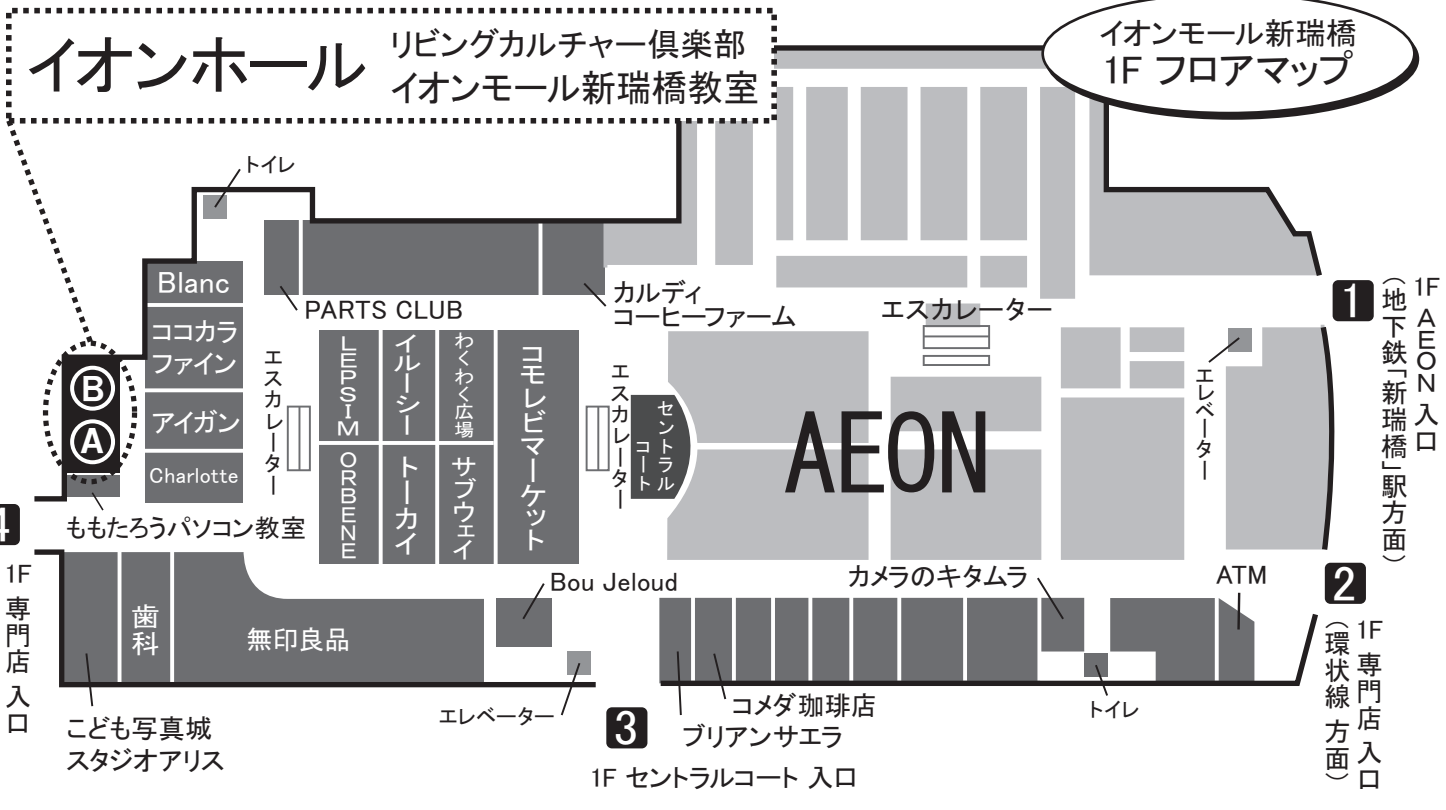 イオンホール
リビングカルチャー倶楽部
イオンモール新瑞橋教室
イオンモール新瑞橋
1F フロアマップ
トイレ
Blanc
ココカラ
ファイン
アイガン
Charlotte
B
A
ももたろうパソコン教室
PARTS CLUB
カルディ
コーヒーファーム
エスカレーター
LEPSIM
イルーシー
わくわく広場
コモレビマーケット
ORBENE
トーカイ
サブウェイ
エスカレーター
セントラル
コート
エスカレーター
AEON
エレベーター
1
1F AEON 入口
(地下鉄「新瑞橋」駅方面)
2
1F 専門店 入口
(環状線 方面)
4
1F 専門店 入口
歯科
無印良品
Bou Jeloud
カメラのキタムラ
ATM
こども写真城
スタジオアリス
エレベーター
3
1F セントラルコート 入口
コメダ珈琲店
ブリアンサエラ
トイレ